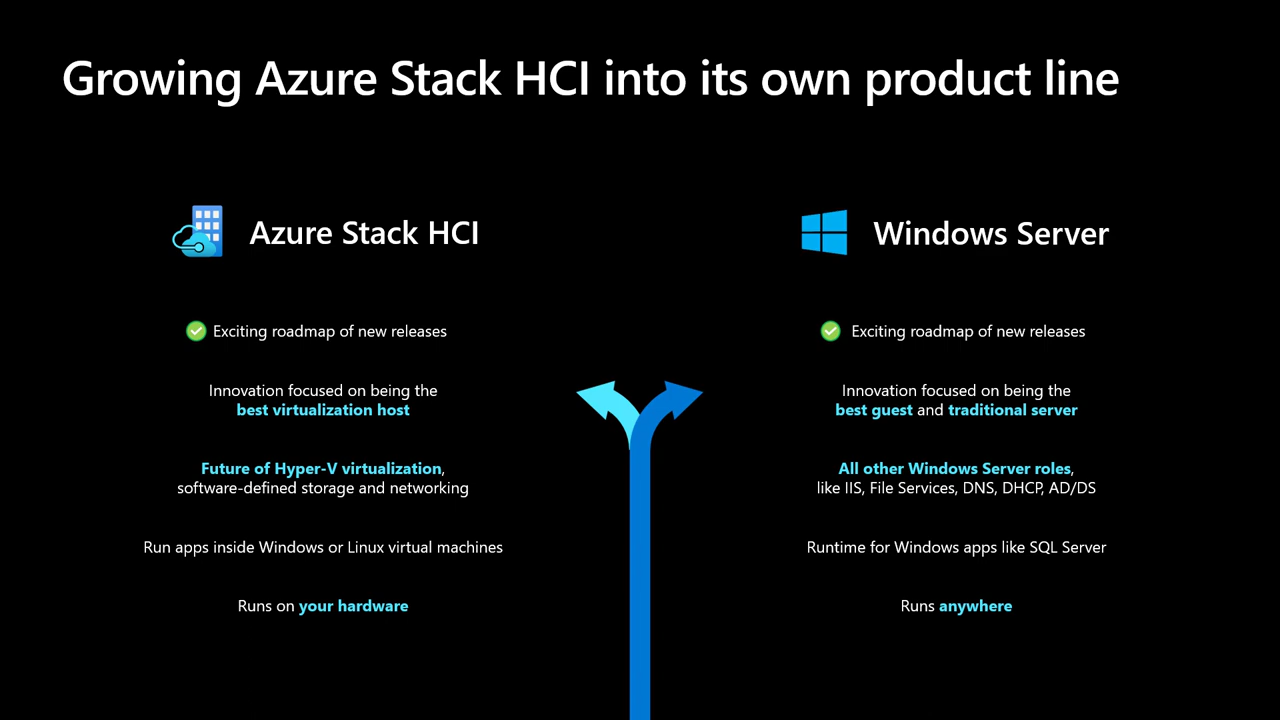 Growing Azure Stack HCI into its own product line
Azure Stack HCI
Exciting roadmap of new releases
Innovation focused on being the
best virtualization host
Future of Hyper-V virtualization,
software-defined storage and networking
Run apps inside Windows or Linux virtual machines
Runs on your hardware
Windows Server
Exciting roadmap of new releases
Innovation focused on being the
best guest and traditional server
All other Windows Server roles,
like IIS, File Services, DNS, DHCP, AD/DS
Runtime for Windows apps like SQL Server
Runs anywhere